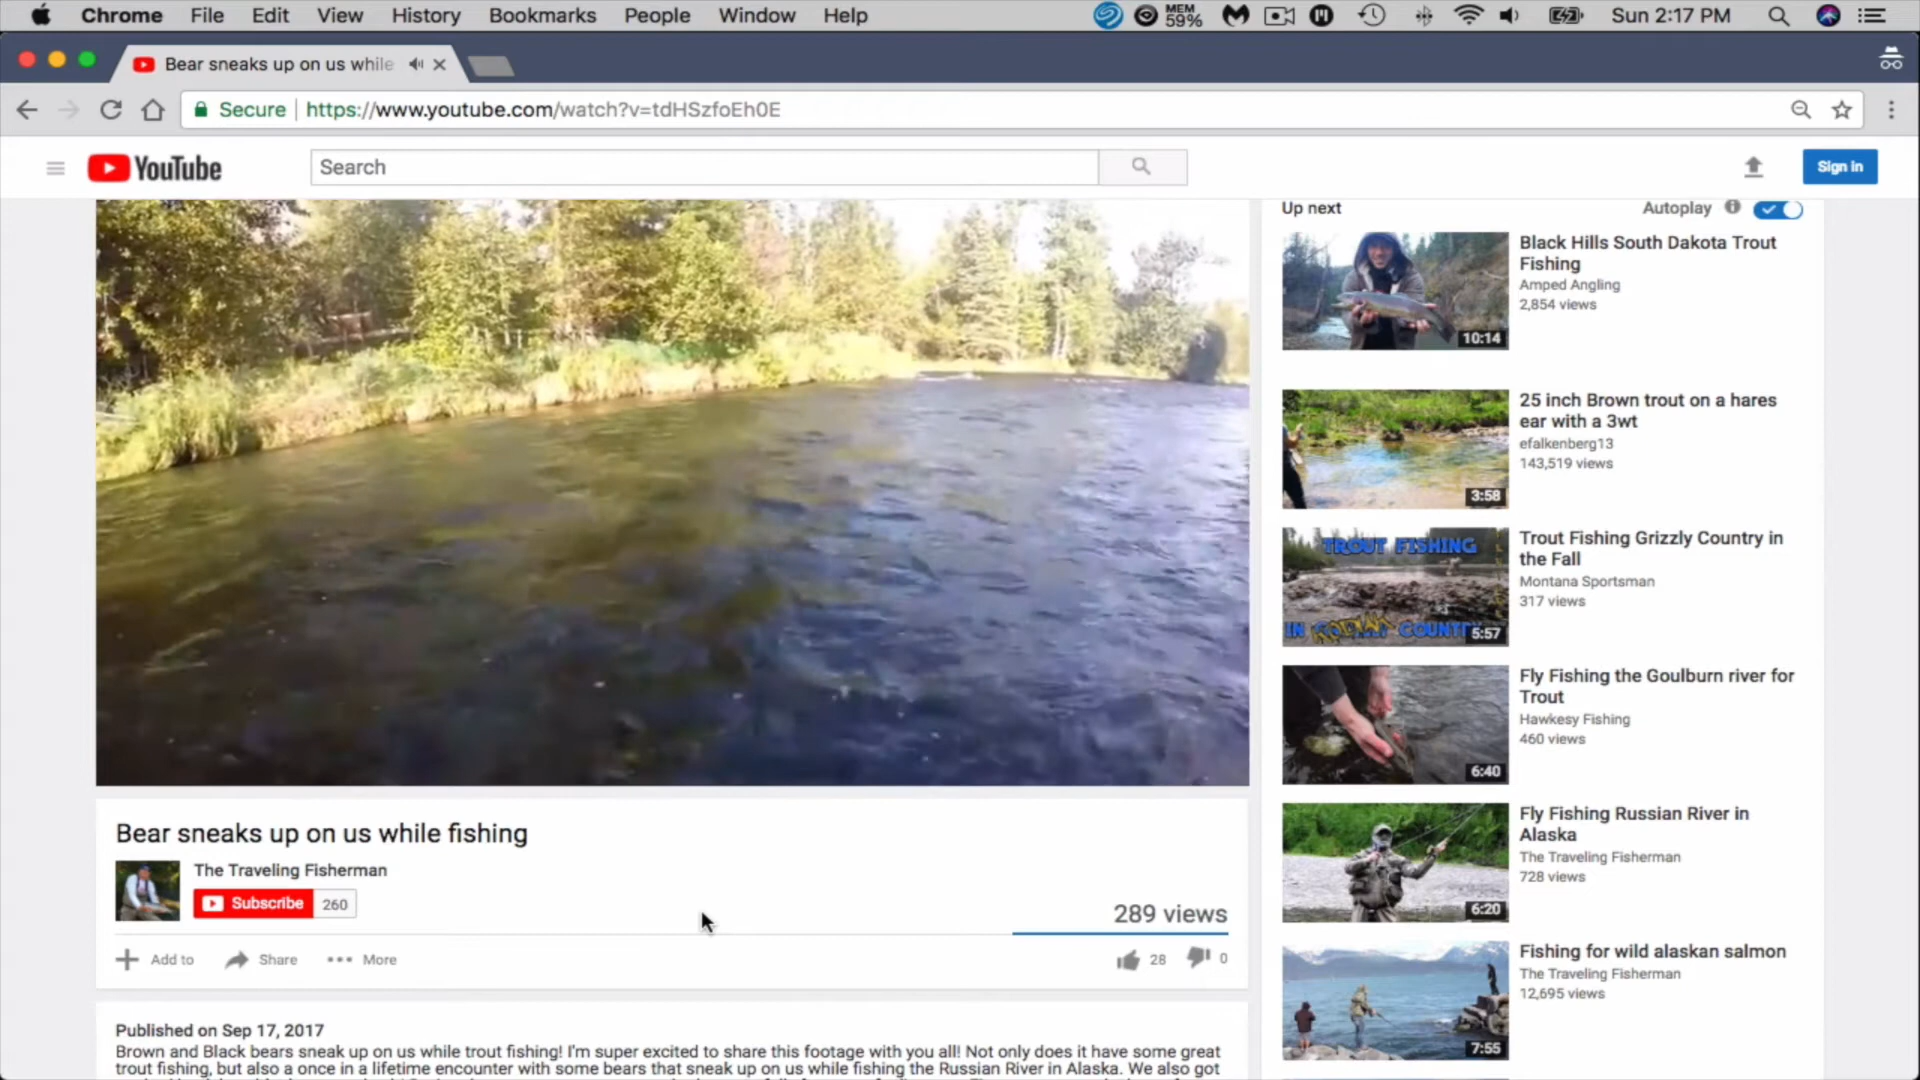 Chrome File Edit View History Bookmarks People Window Help MEM 59% Sun 2:17 PM
Bear sneaks up on us while
Secure https://www.youtube.com/watch?v=tdHSzfoEh0E
YouTube Search Sign in
Up next Autoplay
Black Hills South Dakota Trout
Fishing
Amped Angling
2,854 views
10:14
25 inch Brown trout on a hares
ear with a 3wt
efalkenberg13
143,519 views
3:58
Trout Fishing Grizzly Country in
the Fall
Montana Sportsman
317 views
TROUT FISHING
IN KODIAK COUNTRY
5:57
Fly Fishing the Goulburn river for
Trout
Hawkesy Fishing
460 views
6:40
Fly Fishing Russian River in
Alaska
The Traveling Fisherman
728 views
6:20
Fishing for wild alaskan salmon
The Traveling Fisherman
12,695 views
7:55
Bear sneaks up on us while fishing
The Traveling Fisherman
Subscribe 260
289 views
Add to Share More 28 0
Published on Sep 17, 2017
Brown and Black bears sneak up on us while trout fishing! I'm super excited to share this footage with you all! Not only does it have some great
trout fishing, but also a once in a lifetime encounter with some bears that sneak up on us while fishing the Russian River in Alaska. We also got